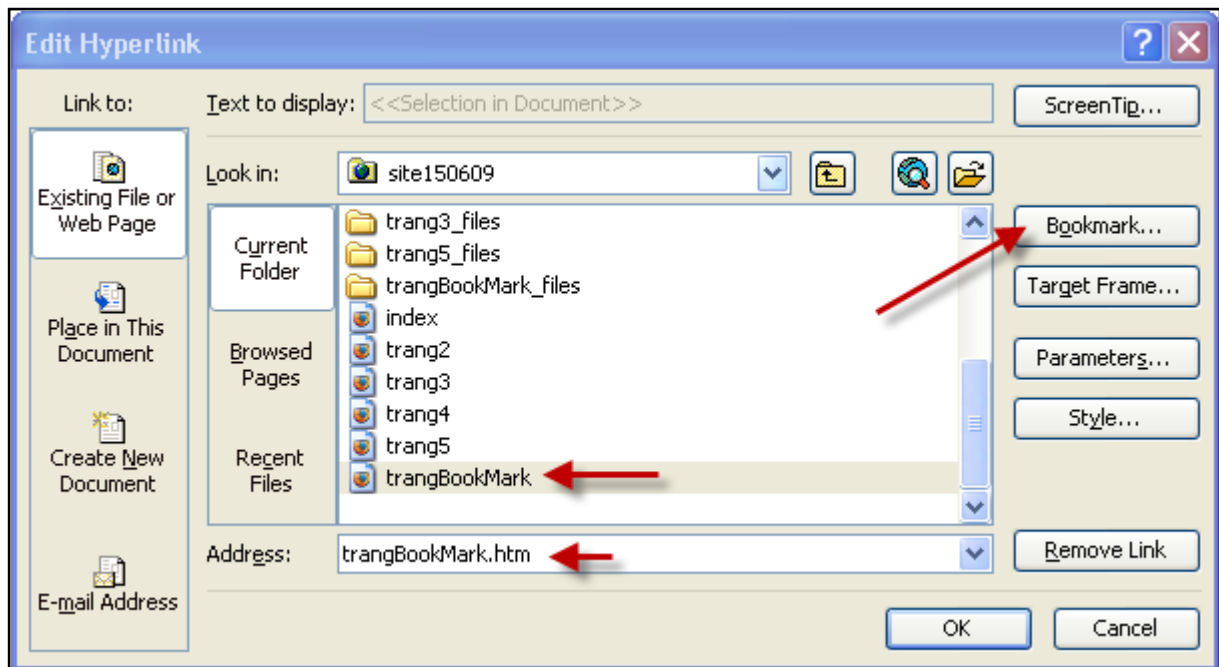 Edit Hyperlink
Link to:
Text to display:
<<Selection in Document>>
ScreenTip...
Existing File or
Web Page
Place in This
Document
Create New
Document
E-mail Address
Look in:
site150609
Current
Folder
Browsed
Pages
Recent
Files
trang3_files
trang5_files
trangBookMark_files
index
trang2
trang3
trang4
trang5
trangBookMark
Bookmark...
Target Frame...
Parameters...
Style...
Address:
trangBookMark.htm
Remove Link
OK
Cancel